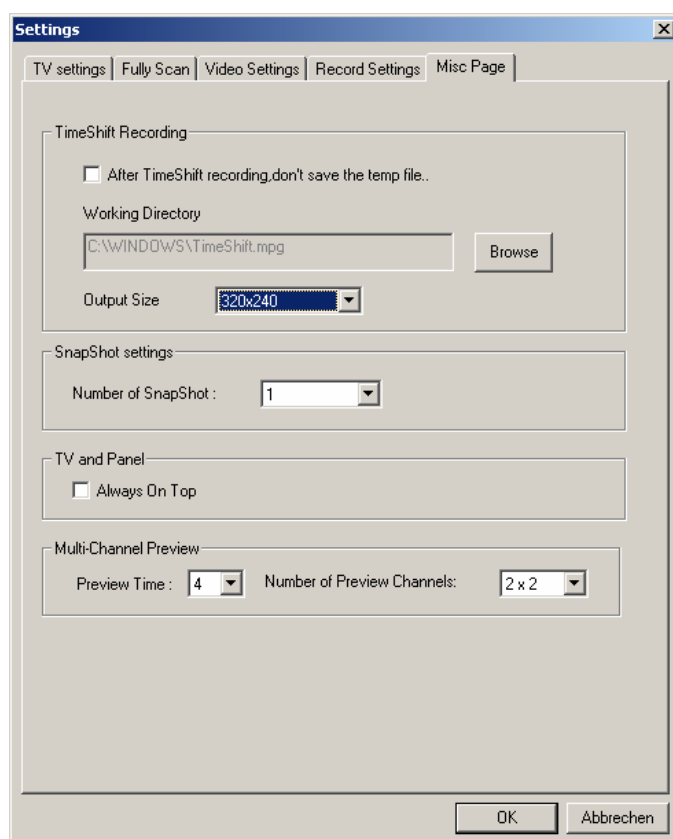 Settings
TV settings Fully Scan Video Settings Record Settings Misc Page
TimeShift Recording
After TimeShift recording,don't save the temp file..
Working Directory
C:\WINDOWS\TimeShift.mpg
Browse
Output Size 320x240
SnapShot settings
Number of SnapShot : 1
TV and Panel
Always On Top
Multi-Channel Preview
Preview Time : 4 Number of Preview Channels: 2 x 2
OK Abbrechen